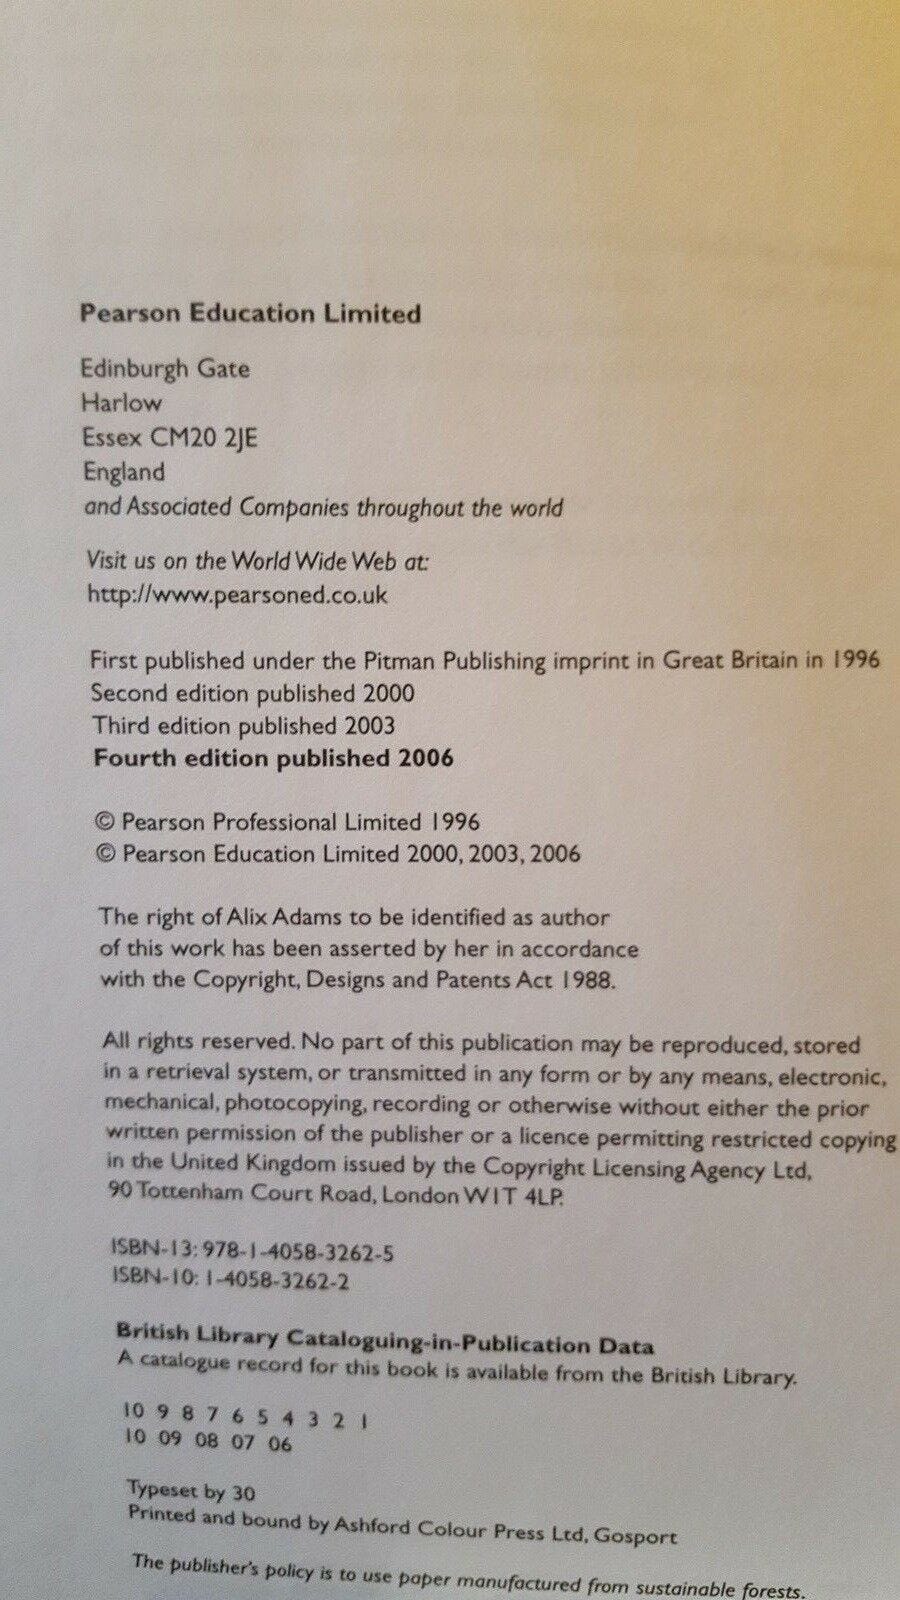 Pearson Education Limited
Edinburgh Gate
Harlow
Essex CM20 2JE
England
and Associated Companies throughout the world
Visit us on the World Wide Web at:
http://www.pearsoned.co.uk
First published under the Pitman Publishing imprint in Great Britain in 1996
Second edition published 2000
Third edition published 2003
Fourth edition published 2006
© Pearson Professional Limited 1996
© Pearson Education Limited 2000, 2003, 2006
The right of Alix Adams to be identified as author
of this work has been asserted by her in accordance
with the Copyright, Designs and Patents Act 1988.
All rights reserved. No part of this publication may be reproduced, stored
in a retrieval system, or transmitted in any form or by any means, electronic,
mechanical, photocopying, recording or otherwise without either the prior
written permission of the publisher or a licence permitting restricted copying
in the United Kingdom issued by the Copyright Licensing Agency Ltd,
90 Tottenham Court Road, London W1T 4LP.
ISBN-13: 978-1-4058-3262-5
ISBN-10: 1-4058-3262-2
British Library Cataloguing-in-Publication Data
A catalogue record for this book is available from the British Library.
10 9 8 7 6 5 4 3 2 1
10 09 08 07 06
Typeset by 30
Printed and bound by Ashford Colour Press Ltd, Gosport
The publisher's policy is to use paper manufactured from sustainable forests.